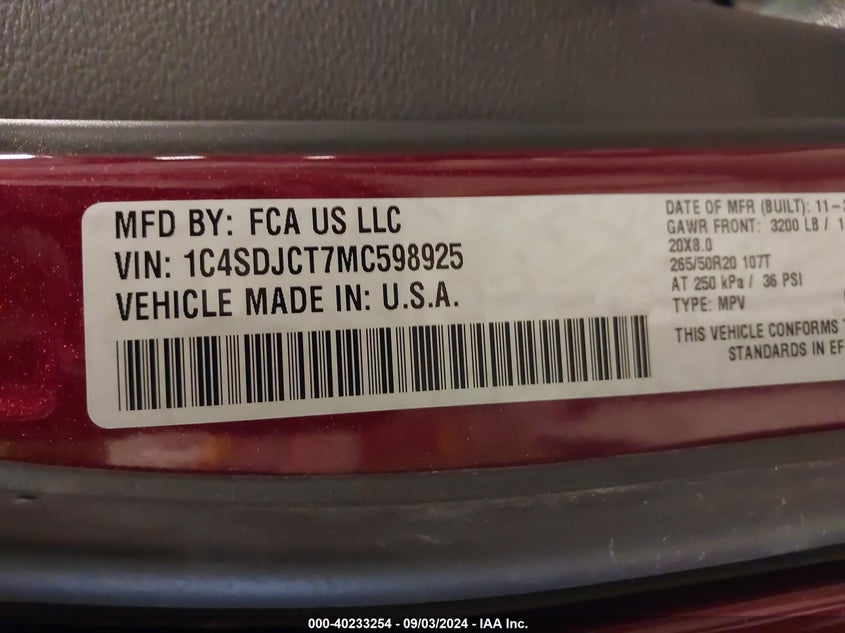 MFD BY: FCA US LLC
VIN: 1C4SDJCT7MC598925
VEHICLE MADE IN: U.S.A.
DATE OF MFR (BUILT): 11-
GAWR FRONT: 3200 LB /
20X8.0
265/50R20 107T
AT 250 kPa / 36 PSI
TYPE: MPV
THIS VEHICLE CONFORMS
STANDARDS IN
000-40233254 - 09/03/2024 - IAA Inc.